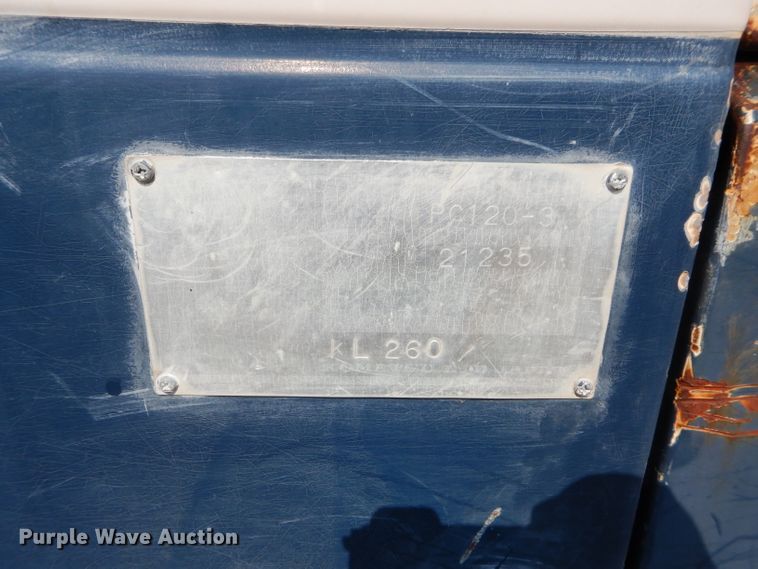 PC120-3
21235
KL 260
Purple Wave Auction